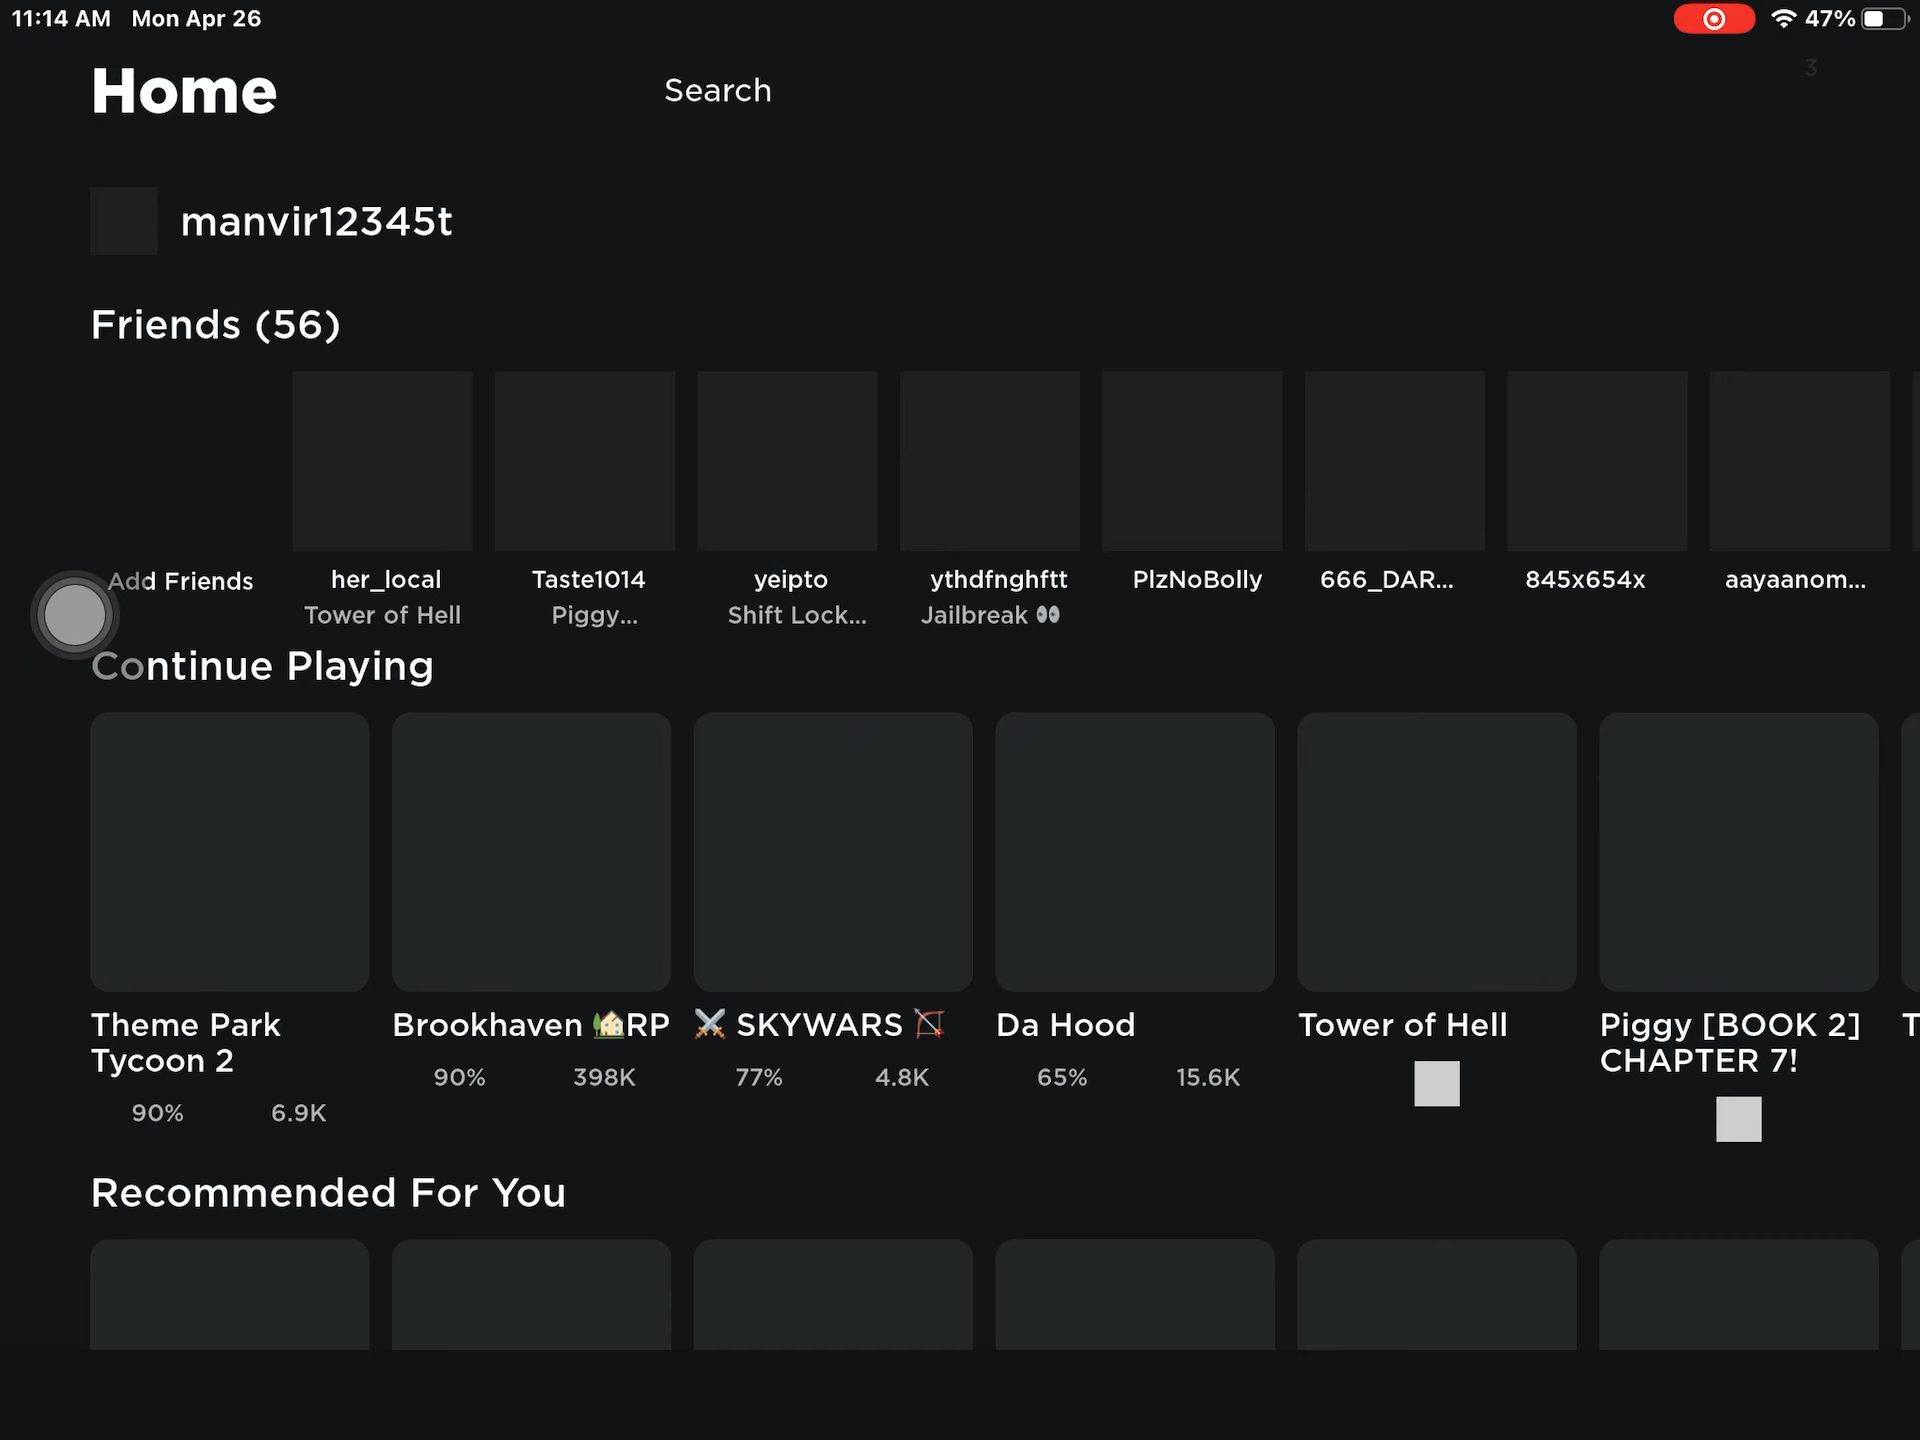 11:14 AM Mon Apr 26
47%
3
Home
Search
manvir12345t
Friends (56)
Add Friends
her_local
Tower of Hell
Taste1014
Piggy...
yeipto
Shift Lock...
ythdfnghftt
Jailbreak 👀
PlzNoBolly
666_DAR...
845x654x
aayaanom...
Continue Playing
Theme Park
Tycoon 2
90% 6.9K
Brookhaven 🏡RP
90% 398K
⚔️ SKYWARS 🏹
77% 4.8K
Da Hood
65% 15.6K
Tower of Hell
Piggy [BOOK 2]
CHAPTER 7!
T
Recommended For You